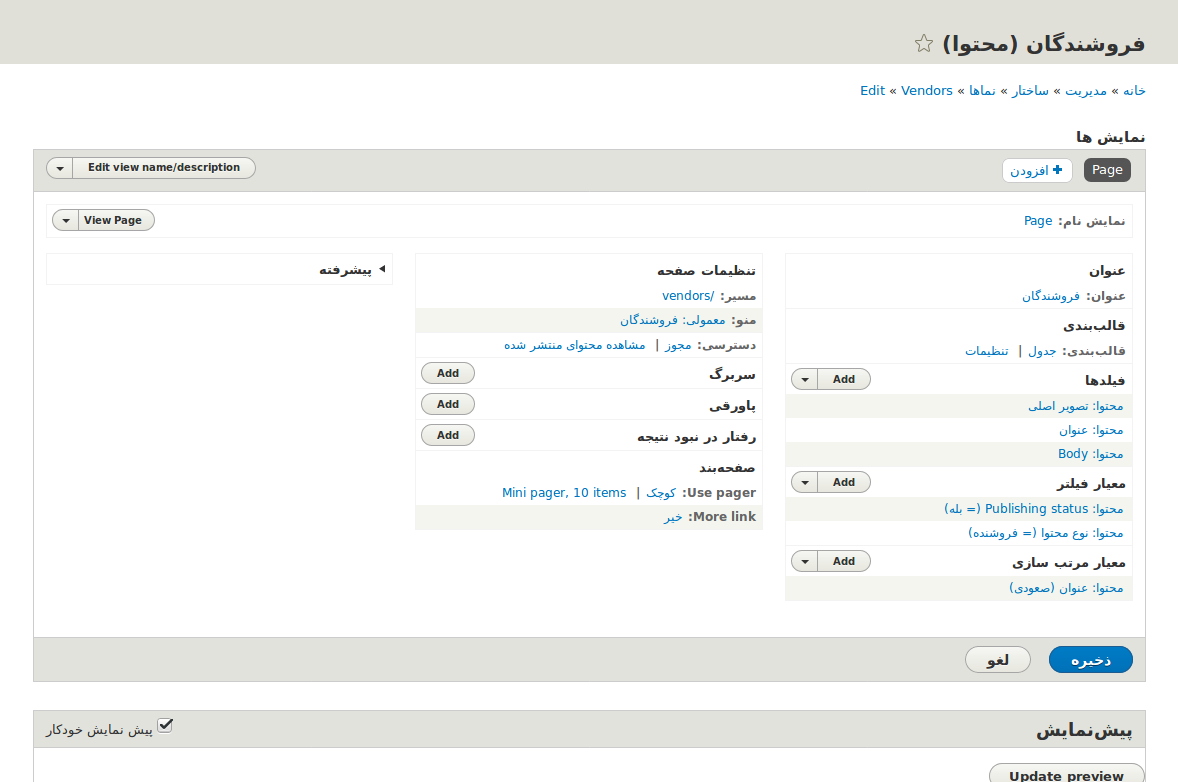 فروشندگان (محتوا)
خانه » مدیریت » ساختار » نماها » Vendors » Edit
نمایش ها
Page
افزودن
Edit view name/description
نمایش نام: Page
View Page
عنوان
عنوان: فروشندگان
قالب‌بندی
قالب‌بندی: جدول | تنظیمات
فیلدها
Add
محتوا: تصویر اصلی
محتوا: عنوان
محتوا: Body
معیار فیلتر
Add
محتوا: Publishing status (= بله)
محتوا: نوع محتوا (= فروشنده)
معیار مرتب سازی
Add
محتوا: عنوان (صعودی)
تنظیمات صفحه
مسیر: /vendors
منو: معمولی: فروشندگان
دسترسی: مجوز | مشاهده محتوای منتشر شده
سربرگ
Add
پاورقی
Add
رفتار در نبود نتیجه
Add
صفحه‌بند
Use pager: کوچک | Mini pager, 10 items
More link: خیر
پیشرفته
ذخیره
لغو
پیش‌نمایش
پیش نمایش خودکار
Update preview